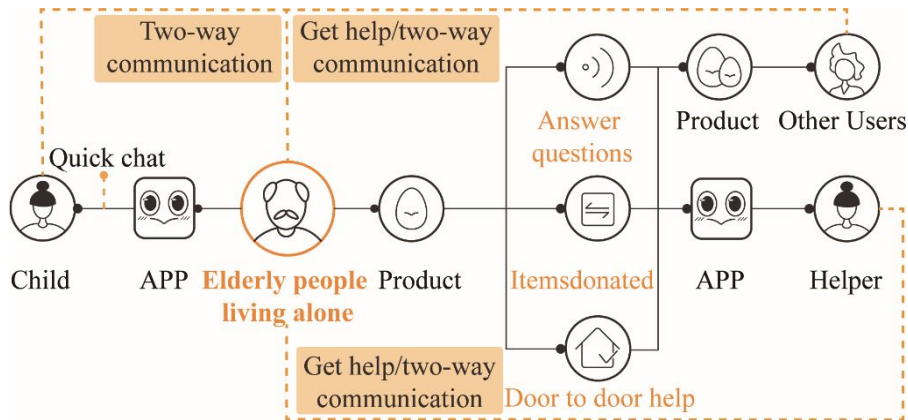 Two-way
communication
Get help/two-way
communication
Answer
questions
Product
Other Users
Quick chat
Child
APP
Elderly people
living alone
Product
Itemsdonated
APP
Helper
Get help/two-way
communication
Door to door help